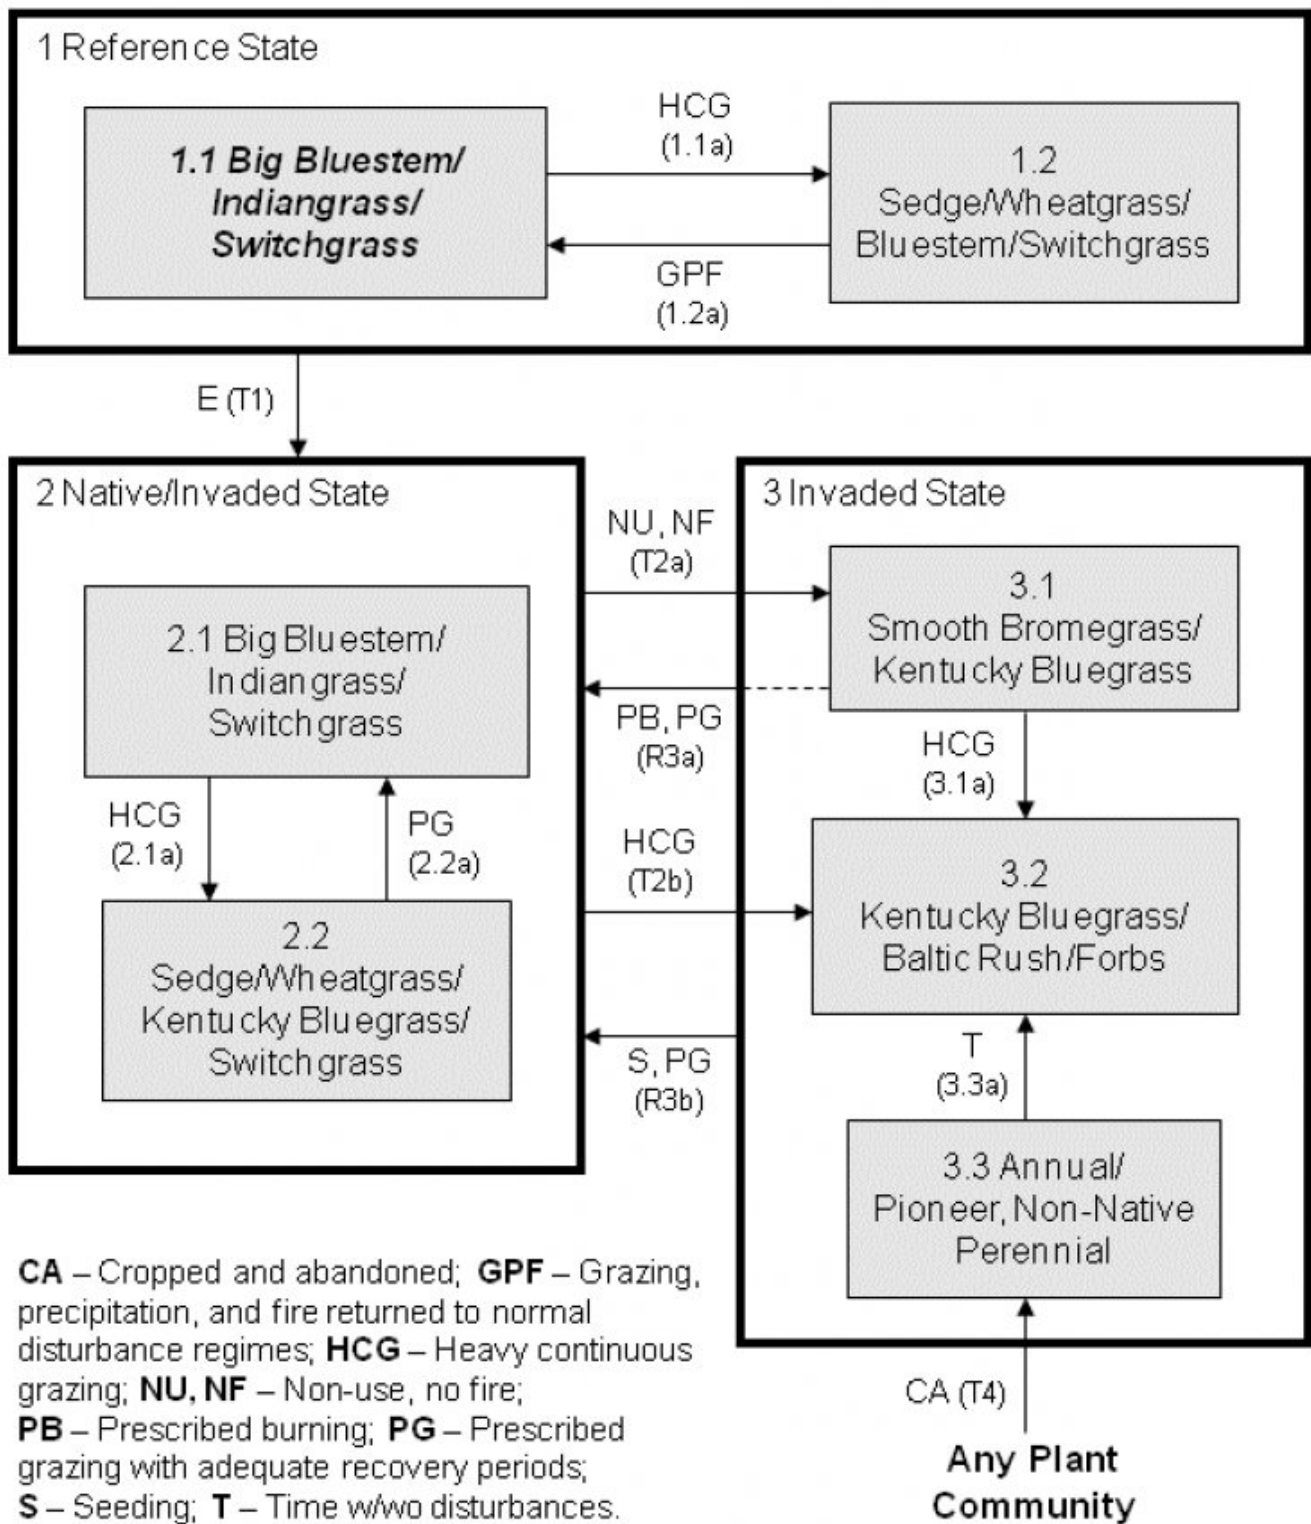 1 Reference State
1.1 Big Bluestem/
Indiangrass/
Switchgrass
HCG
(1.1a)
GPF
(1.2a)
1.2
Sedge/Wheatgrass/
Bluestem/Switchgrass
E (T1)
2 Native/Invaded State
2.1 Big Bluestem/
Indiangrass/
Switchgrass
HCG
(2.1a)
PG
(2.2a)
2.2
Sedge/Wheatgrass/
Kentucky Bluegrass/
Switchgrass
NU, NF
(T2a)
PB, PG
(R3a)
HCG
(T2b)
S, PG
(R3b)
3 Invaded State
3.1
Smooth Bromegrass/
Kentucky Bluegrass
HCG
(3.1a)
3.2
Kentucky Bluegrass/
Baltic Rush/Forbs
T
(3.3a)
3.3 Annual/
Pioneer, Non-Native
Perennial
CA (T4)
Any Plant
Community
CA – Cropped and abandoned; GPF – Grazing,
precipitation, and fire returned to normal
disturbance regimes; HCG – Heavy continuous
grazing; NU, NF – Non-use, no fire;
PB – Prescribed burning; PG – Prescribed
grazing with adequate recovery periods;
S – Seeding; T – Time w/wo disturbances.